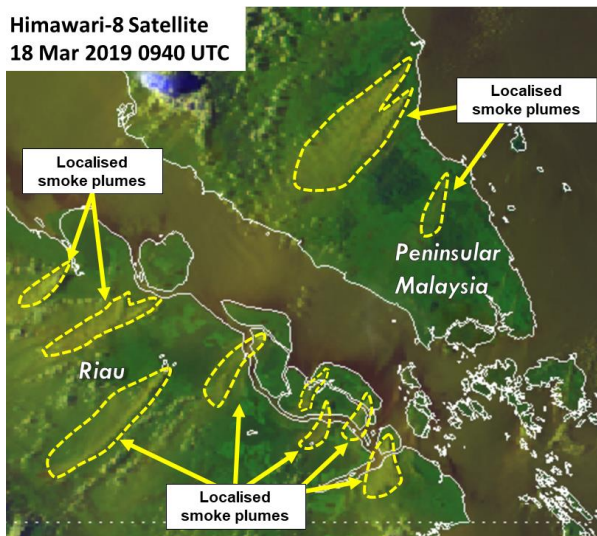 Himawari-8 Satellite
18 Mar 2019 0940 UTC
Localised
smoke plumes
Localised
smoke plumes
Peninsular
Malaysia
Riau
Localised
smoke plumes